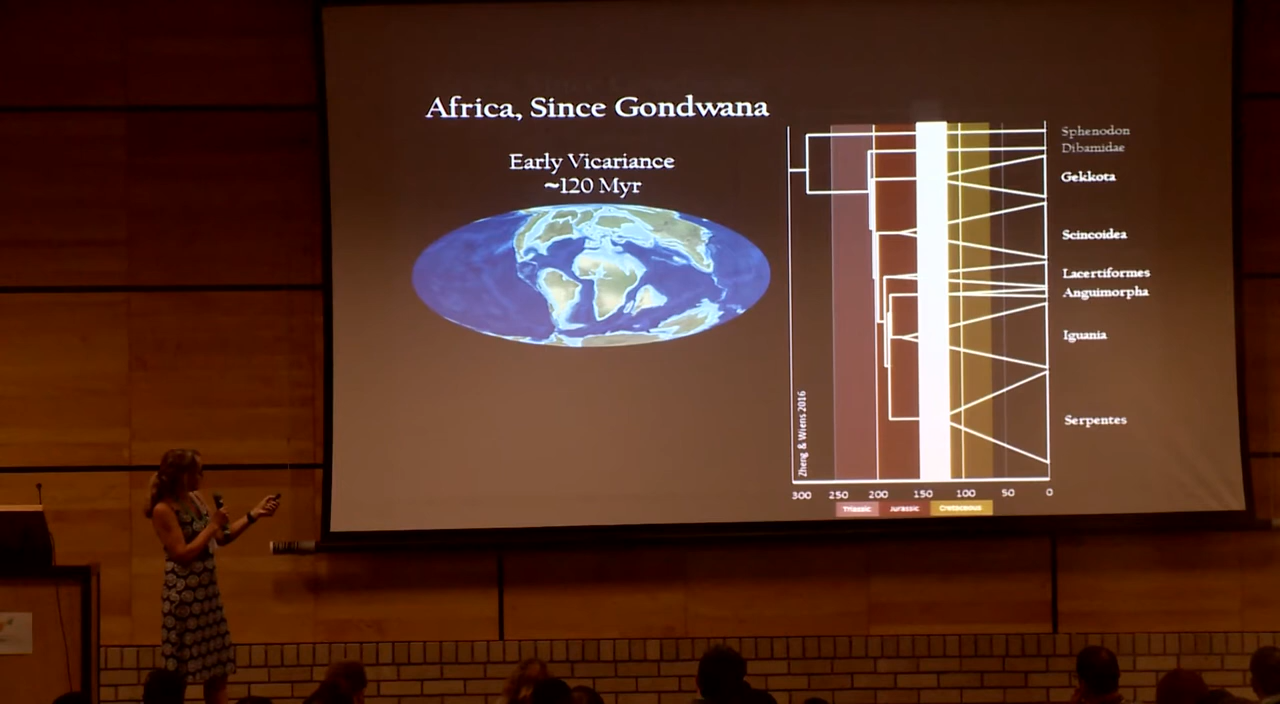 Africa, Since Gondwana
Early Vicariance
~120 Myr
Sphenodon
Dibamidae
Gekkota
Scincoidea
Lacertiformes
Anguimorpha
Iguania
Serpentes
Zheng & Wiens 2016
300 250 200 150 100 50 0
Triassic Jurassic Cretaceous